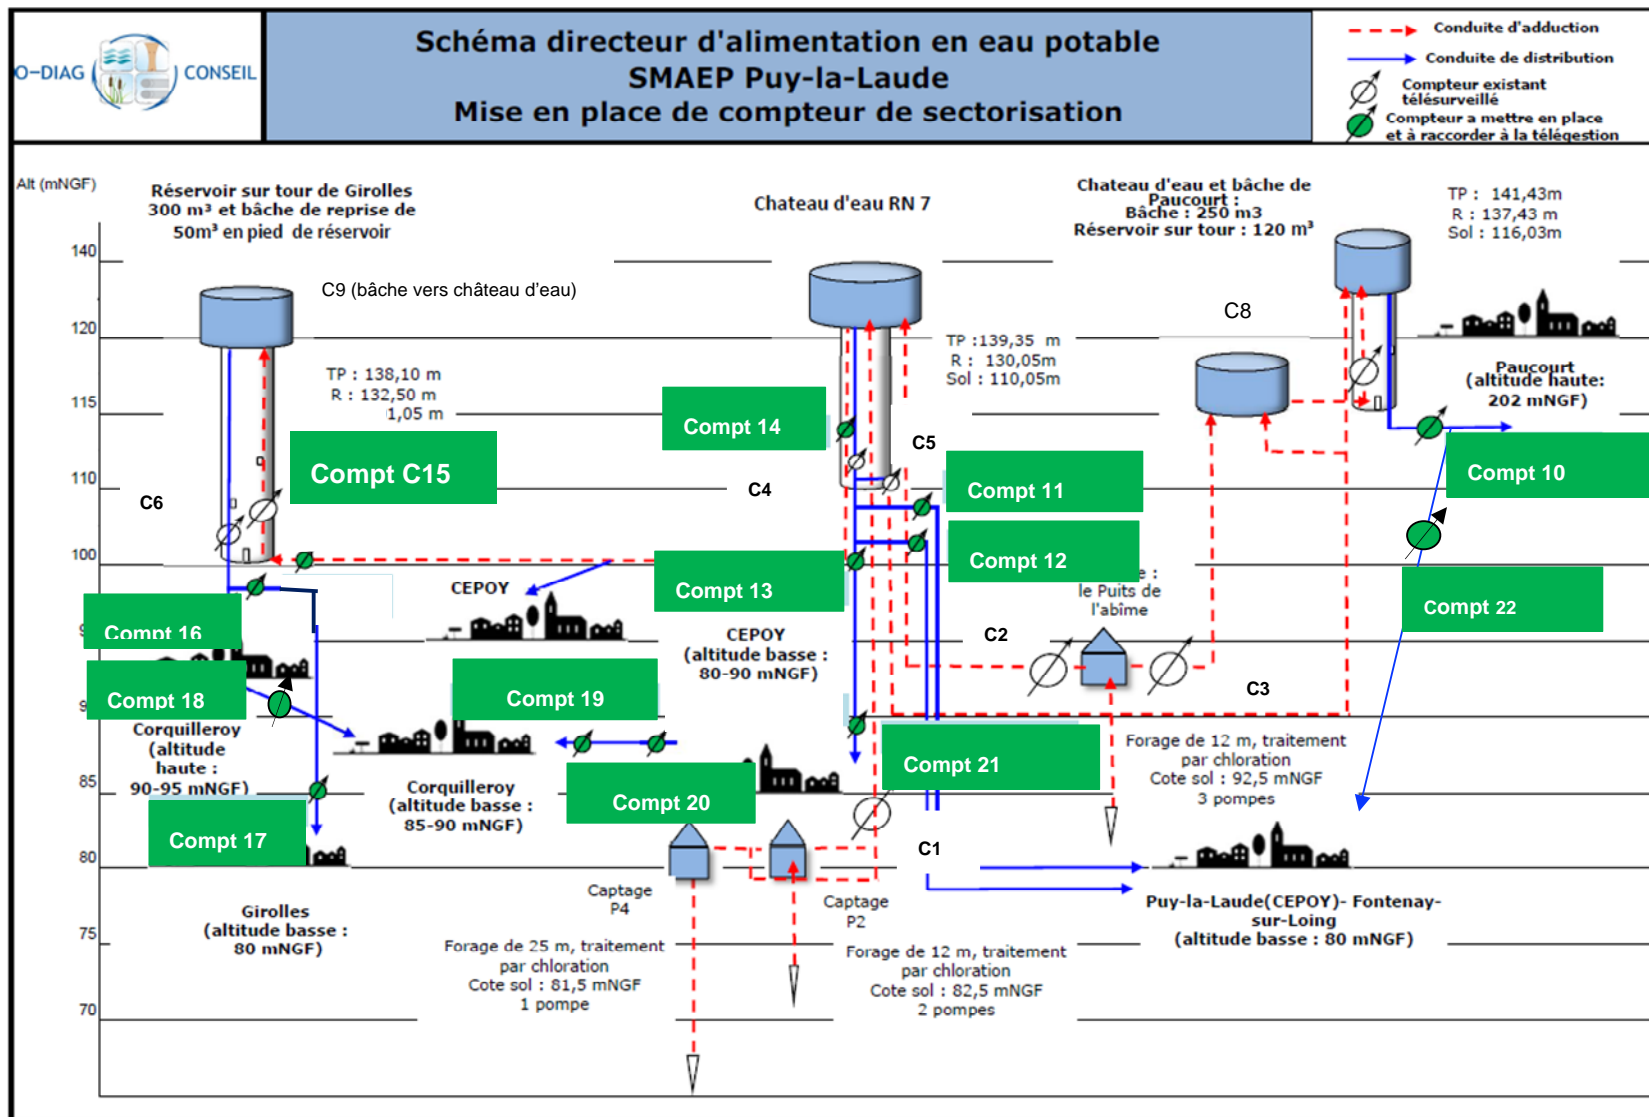 O-DIAG CONSEIL
Schéma directeur d'alimentation en eau potable
SMAEP Puy-la-Laude
Mise en place de compteur de sectorisation
Conduite d'adduction
Conduite de distribution
Compteur existant
télésurveillé
Compteur a mettre en place
et à raccorder à la télégestion
Alt (mNGF)
140
120
115
110
100
9
9
85
80
75
70
Réservoir sur tour de Girolles
300 m³ et bâche de reprise de
50m³ en pied de réservoir
C9 (bâche vers château d'eau)
TP : 138,10 m
R : 132,50 m
1,05 m
Compt C15
C6
Chateau d'eau RN 7
TP :139,35 m
R : 130,05m
Sol : 110,05m
Compt 14
C5
C4
Compt 11
Compt 12
Compt 13
Chateau d'eau et bâche de
Paucourt :
Bâche : 250 m3
Réservoir sur tour : 120 m³
TP : 141,43m
R : 137,43 m
Sol : 116,03m
C8
Paucourt
(altitude haute:
202 mNGF)
Compt 10
Compt 22
e :
le Puits de
l'abîme
C2
C3
CEPOY
CEPOY
(altitude basse :
80-90 mNGF)
Compt 16
Compt 18
Corquilleroy
(altitude
haute :
90-95 mNGF)
Compt 19
Corquilleroy
(altitude basse :
85-90 mNGF)
Compt 20
Compt 21
Compt 17
Girolles
(altitude basse :
80 mNGF)
Forage de 12 m, traitement
par chloration
Cote sol : 92,5 mNGF
3 pompes
C1
Captage
P4
Captage
P2
Forage de 25 m, traitement
par chloration
Cote sol : 81,5 mNGF
1 pompe
Forage de 12 m, traitement
par chloration
Cote sol : 82,5 mNGF
2 pompes
Puy-la-Laude(CEPOY)- Fontenay-
sur-Loing
(altitude basse : 80 mNGF)